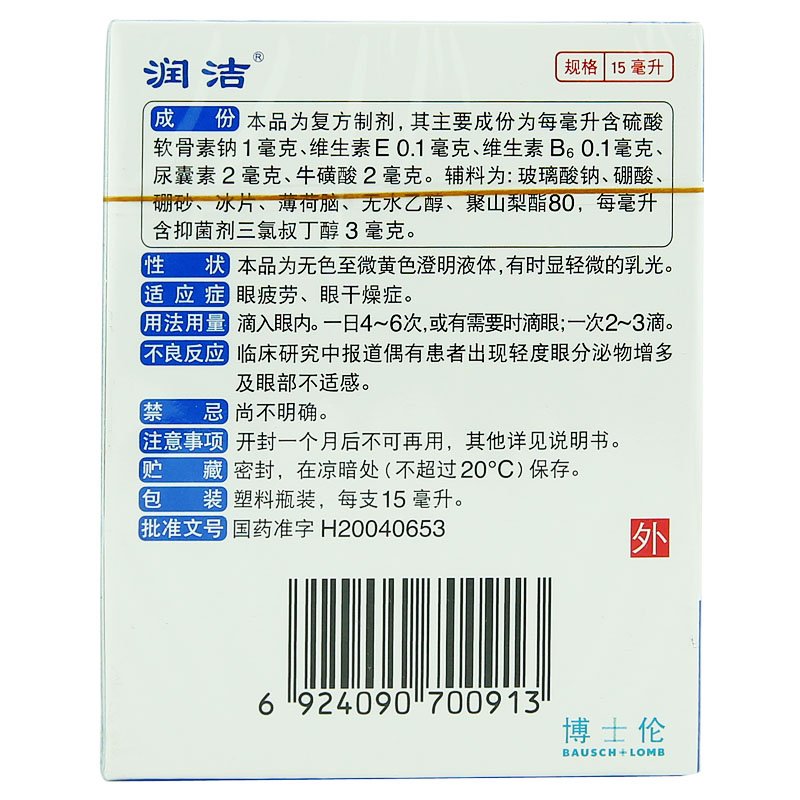 润洁®
规格 15 毫升
成份 本品为复方制剂,其主要成份为每毫升含硫酸
软骨素钠1毫克、维生素E 0.1毫克、维生素B₆ 0.1毫克、
尿囊素2毫克、牛磺酸2毫克。辅料为:玻璃酸钠、硼酸、
硼砂、冰片、薄荷脑、无水乙醇、聚山梨酯80,每毫升
含抑菌剂三氯叔丁醇3毫克。
性状 本品为无色至微黄色澄明液体,有时显轻微的乳光。
适应症 眼疲劳、眼干燥症。
用法用量 滴入眼内。一日4~6次,或有需要时滴眼;一次2~3滴。
不良反应 临床研究中报道偶有患者出现轻度眼分泌物增多
及眼部不适感。
禁忌 尚不明确。
注意事项 开封一个月后不可再用,其他详见说明书。
贮藏 密封,在凉暗处(不超过20℃)保存。
包装 塑料瓶装,每支15毫升。
批准文号 国药准字 H20040653
外
6 924090 700913
博士伦
BAUSCH+LOMB